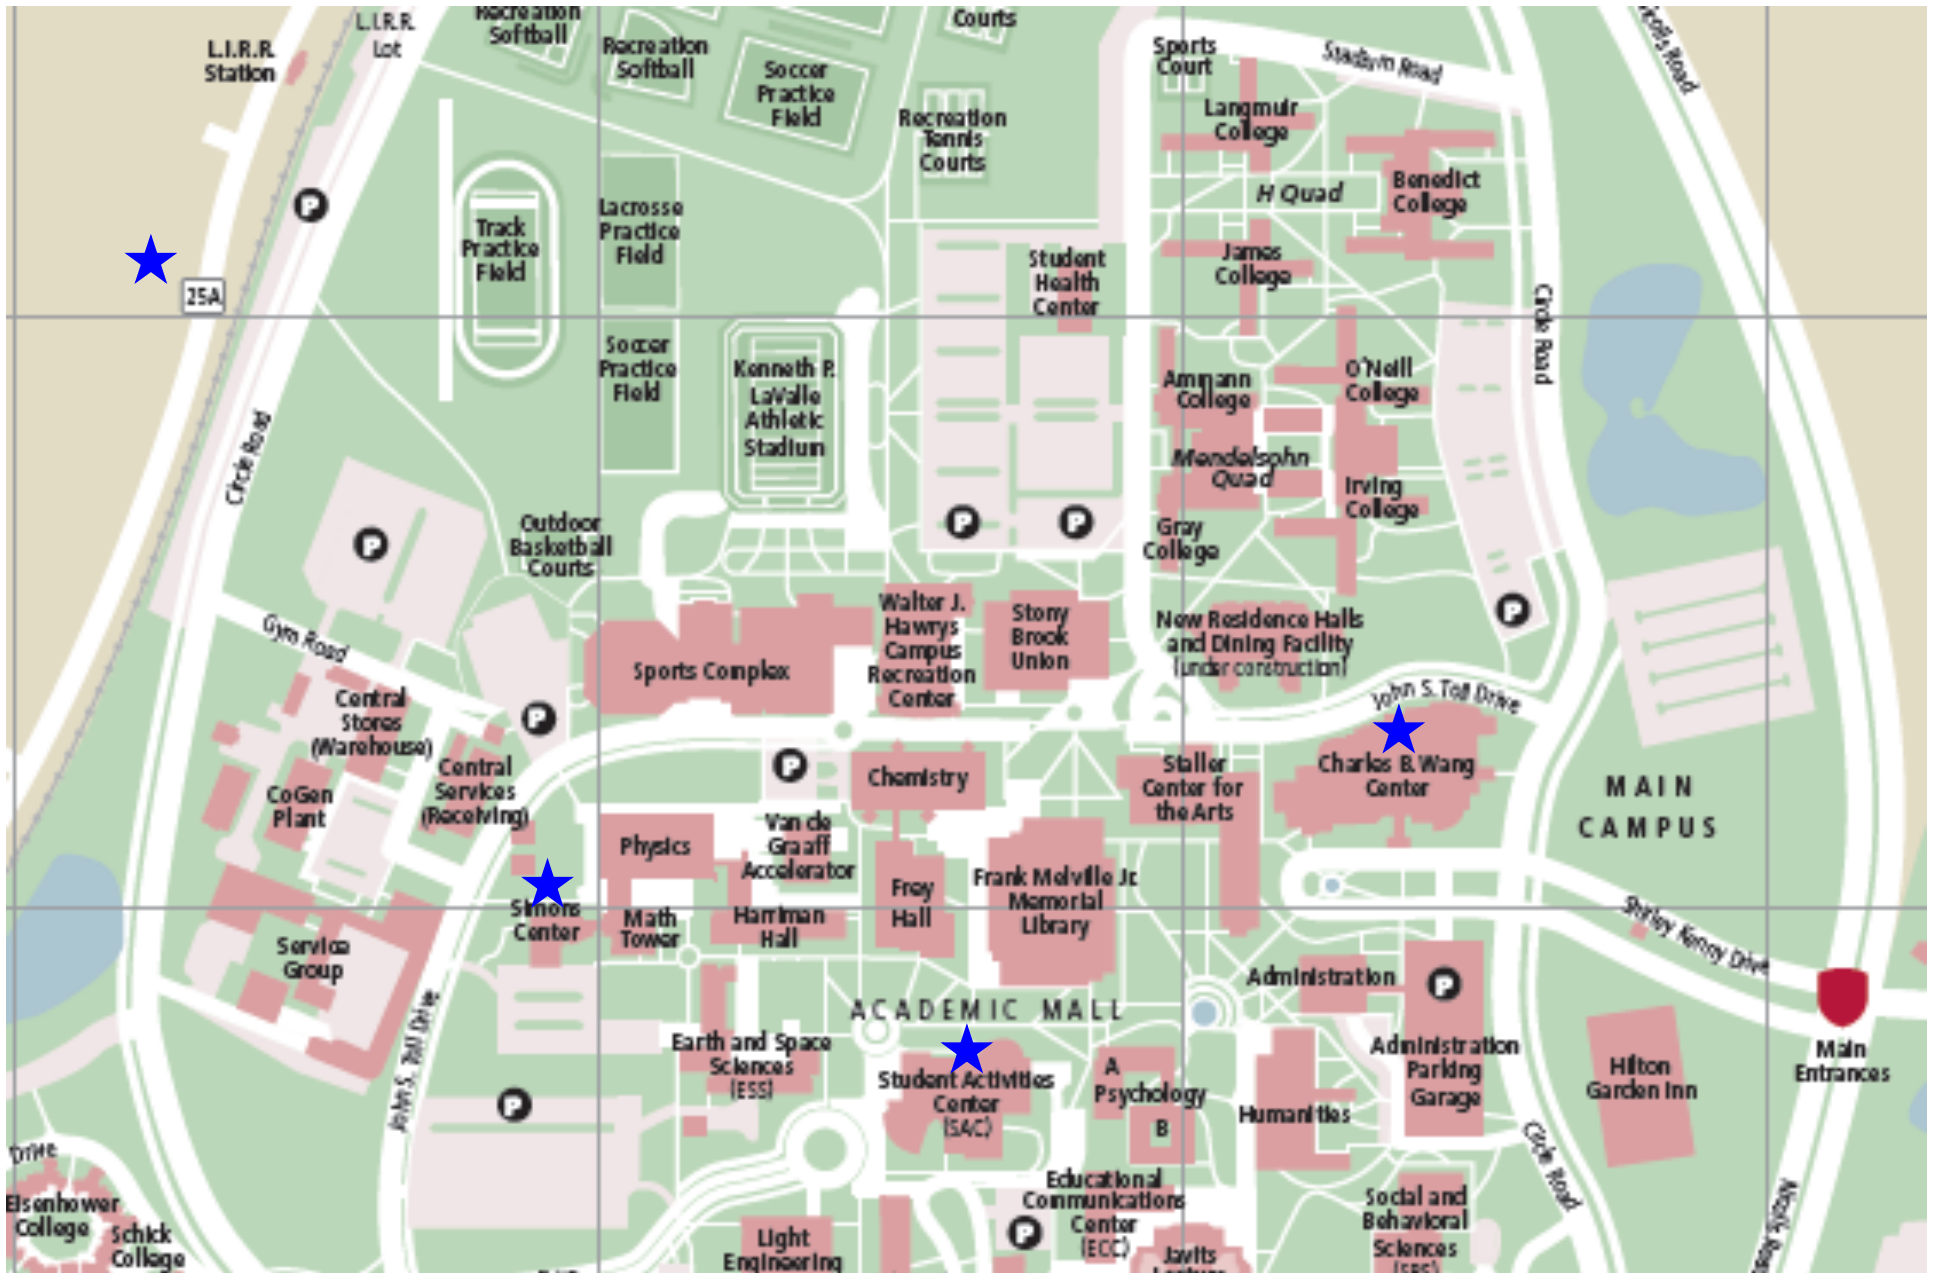 Recreation
Softball
L.I.R.R.
Lot
L.I.R.R.
Station
Recreation
Softball
Soccer
Practice
Field
Courts
Recreation
Tennis
Courts
Sports
Court
Stadium Road
Nicolls Road
Langmuir
College
H Quad
Benedict
College
P
Track
Practice
Field
Lacrosse
Practice
Field
Student
Health
Center
James
College
25A
Circle Road
Soccer
Practice
Field
Kenneth P.
LaValle
Athletic
Stadium
Ammann
College
O'Neill
College
Mendelsohn
Quad
Irving
College
Gray
College
Circle Road
P
Outdoor
Basketball
Courts
P
P
P
Gym Road
Sports Complex
Walter J.
Hawrys
Campus
Recreation
Center
Stony
Brook
Union
New Residence Halls
and Dining Facility
(under construction)
John S. Toll Drive
Central
Stores
(Warehouse)
P
CoGen
Plant
Central
Services
(Receiving)
P
Chemistry
Staller
Center for
the Arts
Charles B. Wang
Center
MAIN
CAMPUS
Physics
Van de
Graaff
Accelerator
Frey
Hall
Frank Melville Jr.
Memorial
Library
Simons
Center
Math
Tower
Harriman
Hall
Service
Group
Administration
P
Shirley Kenny Drive
ACADEMIC MALL
John S. Toll Drive
Earth and Space
Sciences
(ESS)
Student Activities
Center
(SAC)
A
Psychology
B
Humanities
Administration
Parking
Garage
Hilton
Garden Inn
Main
Entrances
P
Drive
Eisenhower
College
Schick
College
Light
Engineering
Educational
Communications
Center
(ECC)
P
Javits
Social and
Behavioral
Sciences
(SBS)
Circle Road
Nicolls Road